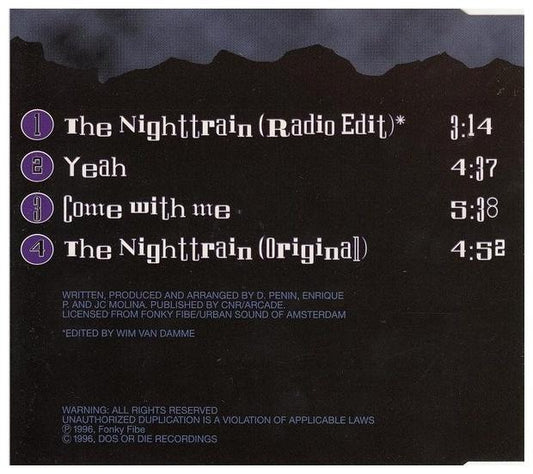 1 The Nighttrain (Radio Edit)* 3:14
2 Yeah 4:37
3 Come with me 5:38
4 The Nighttrain (Original) 4:52
WRITTEN, PRODUCED AND ARRANGED BY D. PENIN, ENRIQUE
P. AND JC MOLINA. PUBLISHED BY CNR/ARCADE.
LICENSED FROM FONKY FIBE/URBAN SOUND OF AMSTERDAM
*EDITED BY WIM VAN DAMME
WARNING: ALL RIGHTS RESERVED
UNAUTHORIZED DUPLICATION IS A VIOLATION OF APPLICABLE LAWS
℗ 1996, Fonky Fibe
© 1996, DOS OR DIE RECORDINGS